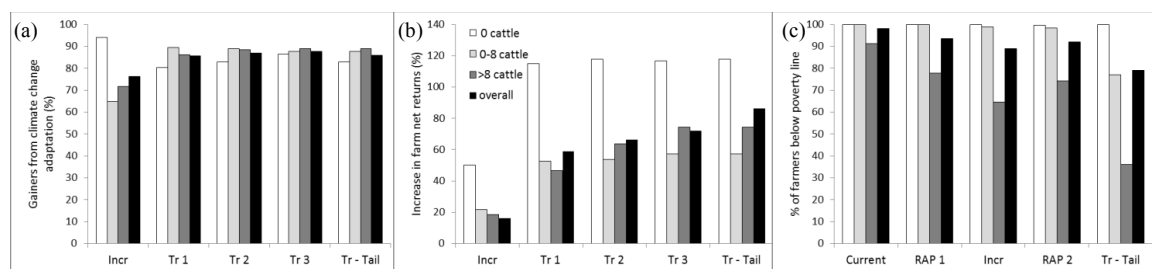 (a)
Gainers from climate change
adaptation (%)
100
90
80
70
60
50
40
30
20
10
0
Incr
Tr 1
Tr 2
Tr 3
Tr - Tail
(b)
Increase in farm net returns (%)
140
120
100
80
60
40
20
0
0 cattle
0-8 cattle
>8 cattle
overall
Incr
Tr 1
Tr 2
Tr 3
Tr - Tail
(c)
% of farmers below poverty line
100
90
80
70
60
50
40
30
20
10
0
Current
RAP 1
Incr
RAP 2
Tr - Tail